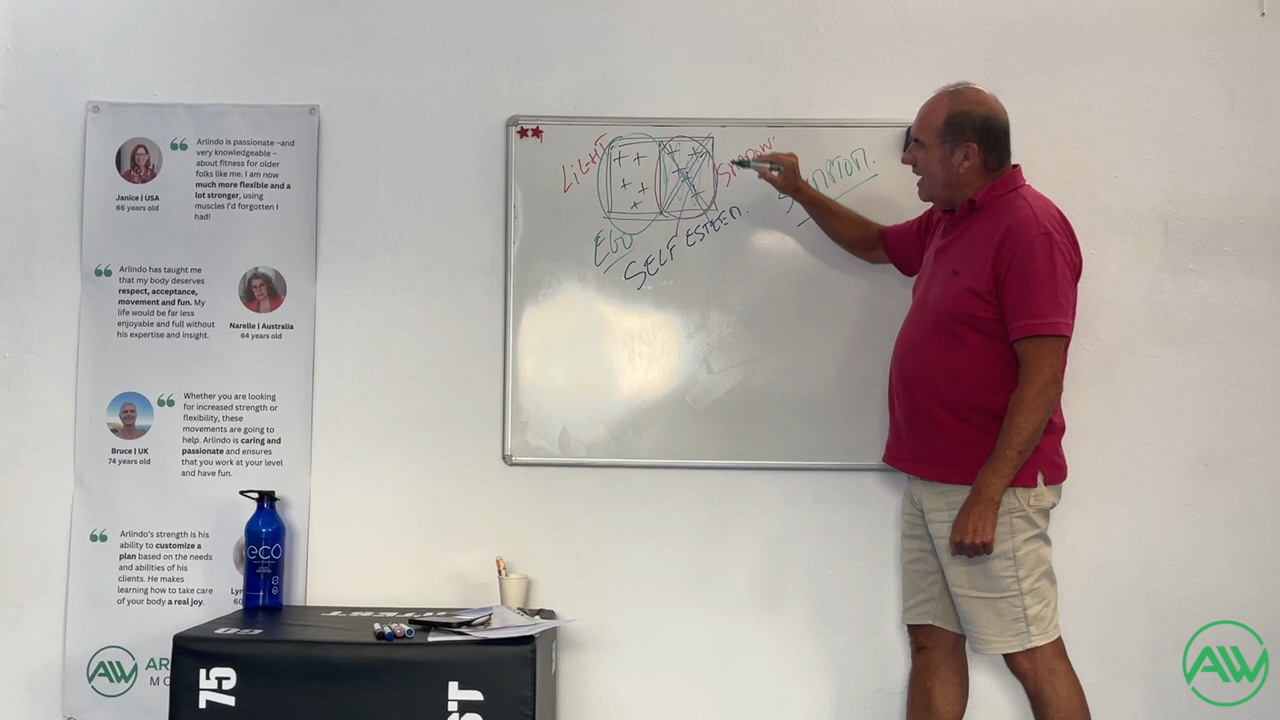 Janice | USA
66 years old
Arlindo is passionate –and
very knowledgeable –
about fitness for older
folks like me. I am now
much more flexible and a
lot stronger, using
muscles I'd forgotten I
had!
Arlindo has taught me
that my body deserves
respect, acceptance,
movement and fun. My
life would be far less
enjoyable and full without
his expertise and insight.
Narelle | Australia
64 years old
Bruce | UK
74 years old
Whether you are looking
for increased strength or
flexibility, these
movements are going to
help. Arlindo is caring and
passionate and ensures
that you work at your level
and have fun.
Arlindo's strength is his
ability to customize a
plan based on the needs
and abilities of his
clients. He makes
learning how to take care
of your body a real joy.
Lyn
60
AW
AR
MO
eco
60
75
ST
LIGHT
SHADOW.
EGO
SELF ESTEEM.
AW